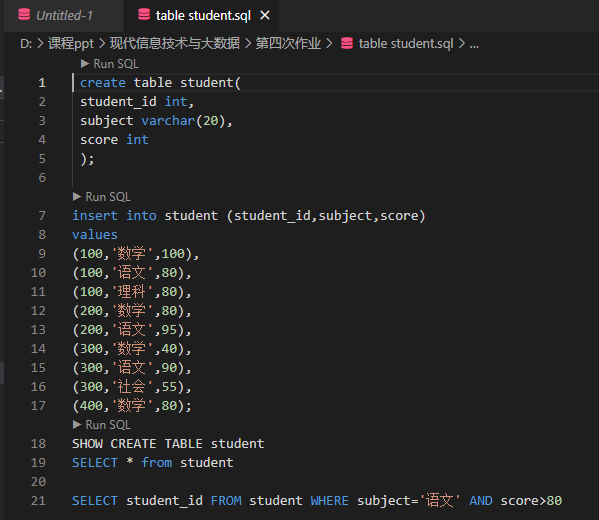 Untitled-1
table student.sql ×
D: > 课程ppt > 现代信息技术与大数据 > 第四次作业 > table student.sql > ...
▶ Run SQL
1 create table student(
2 student_id int,
3 subject varchar(20),
4 score int
5 );
6
▶ Run SQL
7 insert into student (student_id,subject,score)
8 values
9 (100,'数学',100),
10 (100,'语文',80),
11 (100,'理科',80),
12 (200,'数学',80),
13 (200,'语文',95),
14 (300,'数学',40),
15 (300,'语文',90),
16 (300,'社会',55),
17 (400,'数学',80);
▶ Run SQL
18 SHOW CREATE TABLE student
19 SELECT * from student
20
21 SELECT student_id FROM student WHERE subject='语文' AND score>80